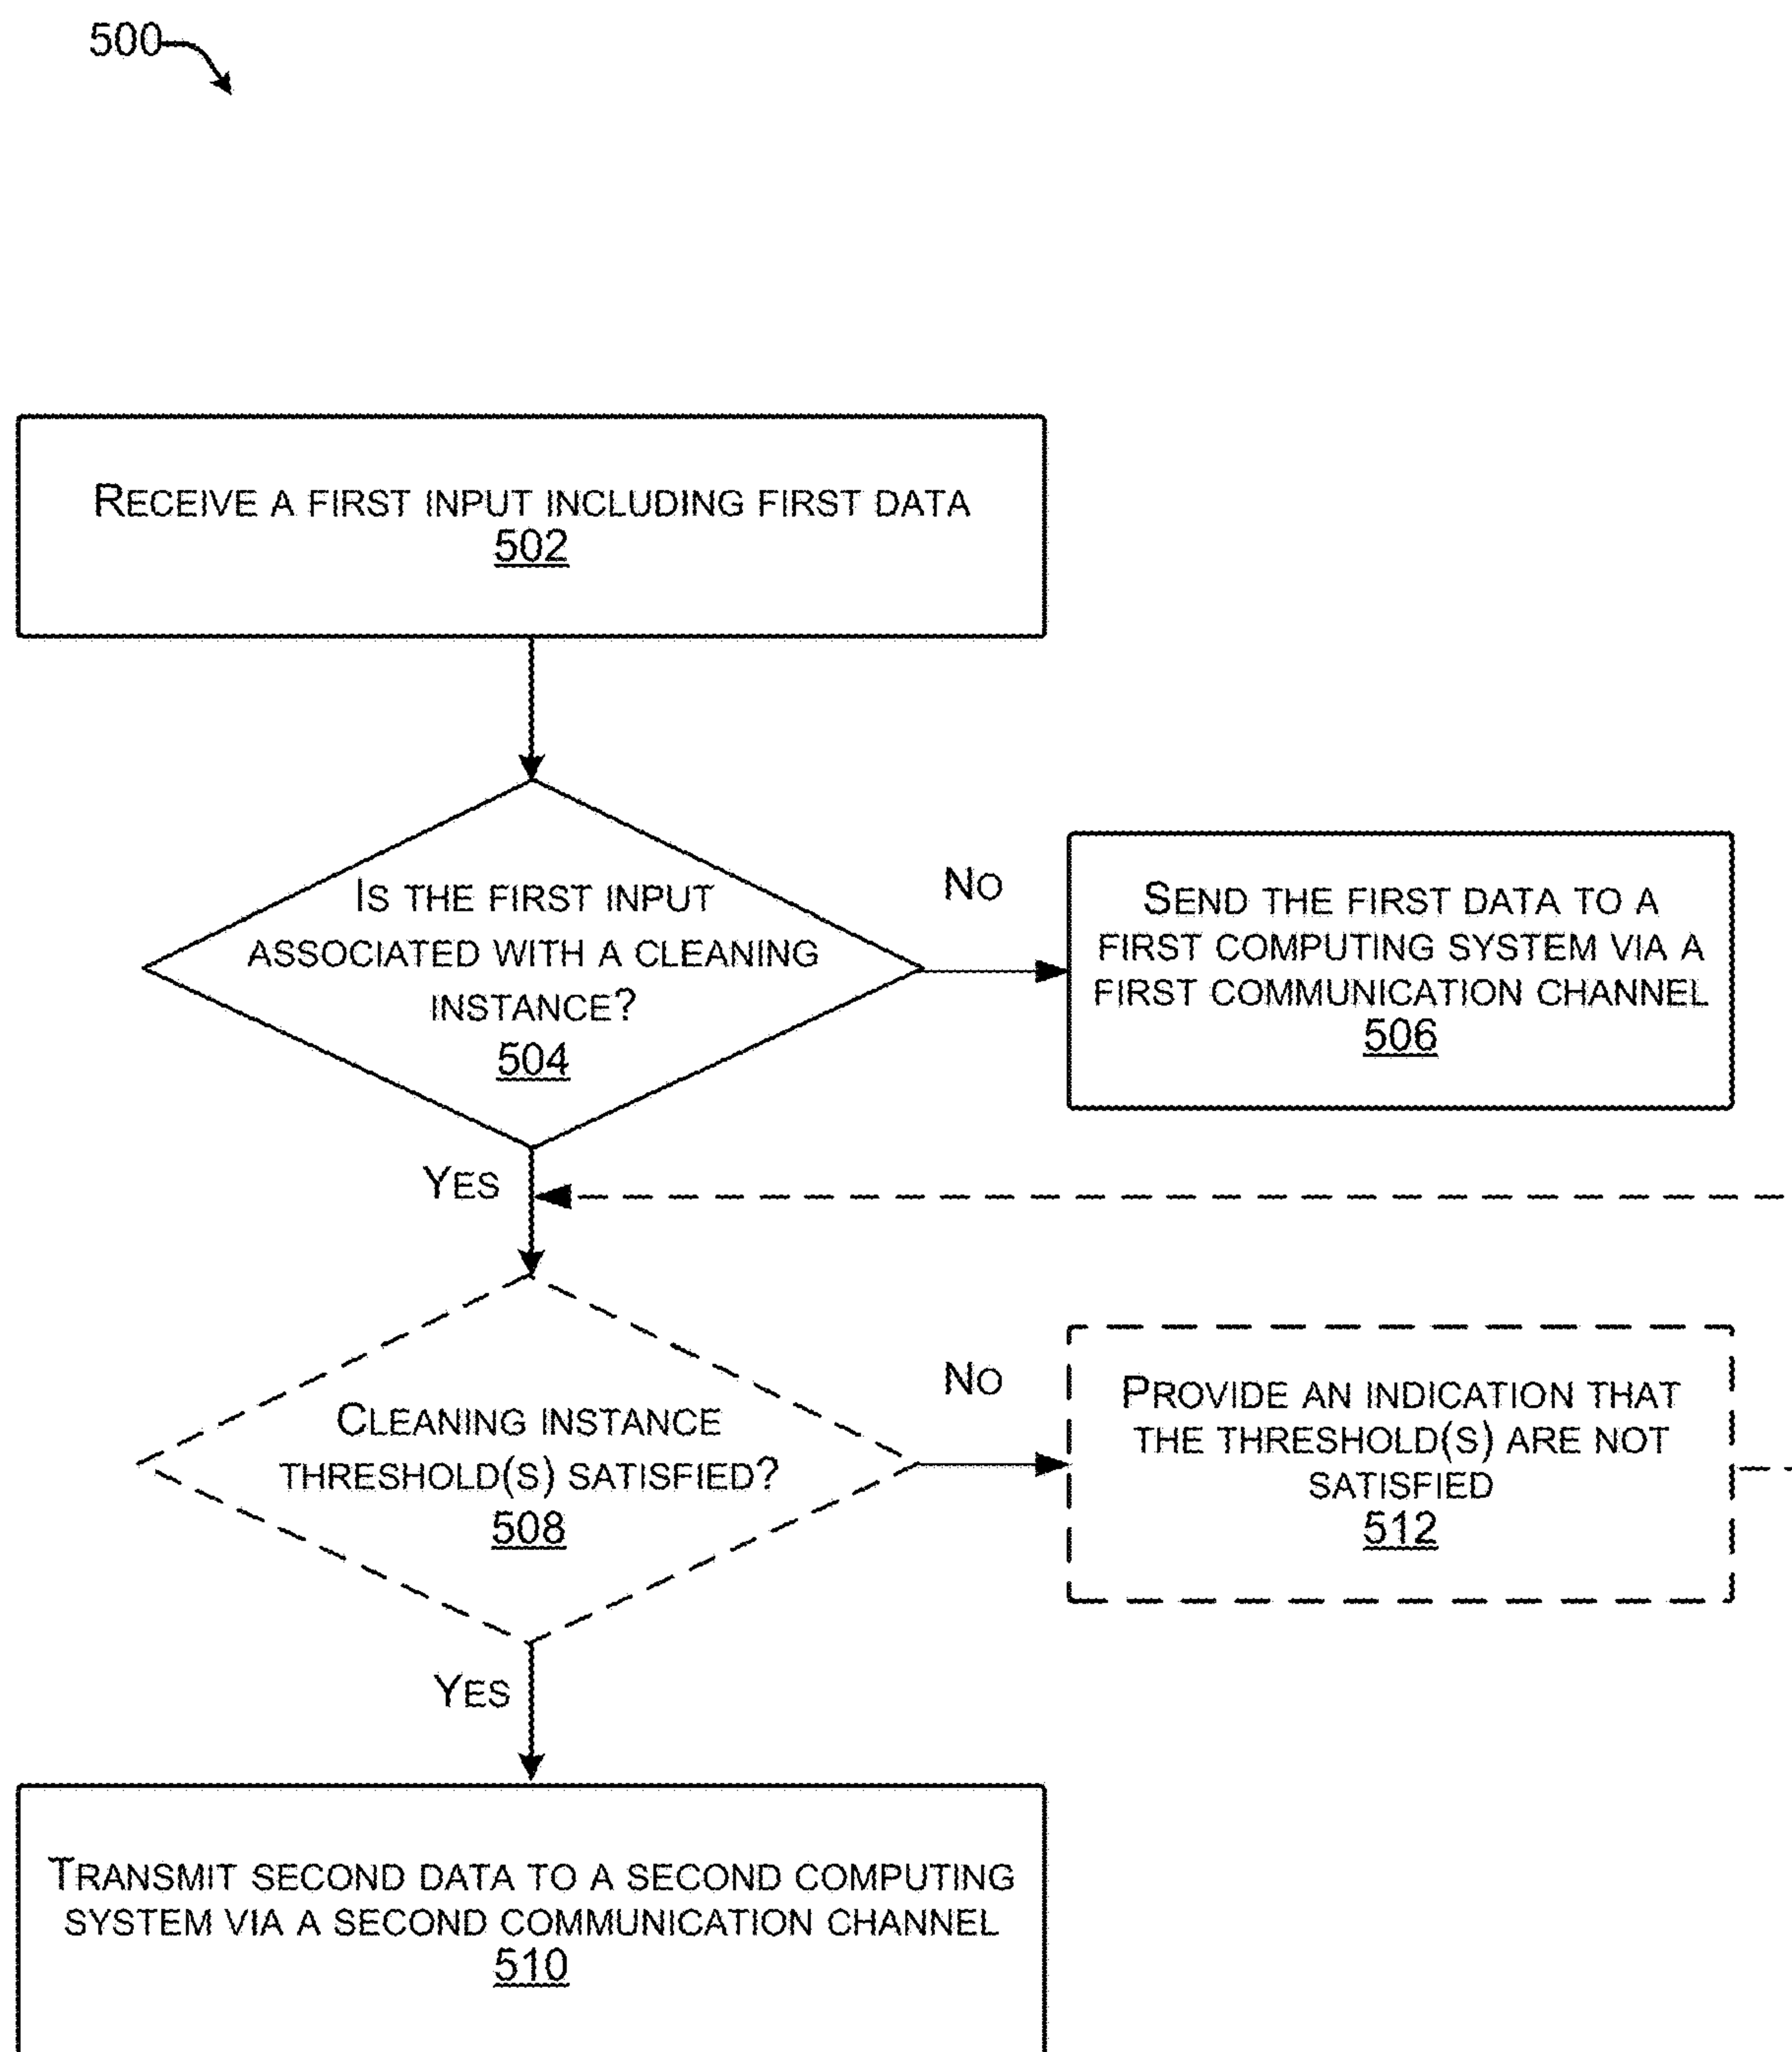 500
RECEIVE A FIRST INPUT INCLUDING FIRST DATA
502
IS THE FIRST INPUT
ASSOCIATED WITH A CLEANING
INSTANCE?
504
NO
SEND THE FIRST DATA TO A
FIRST COMPUTING SYSTEM VIA A
FIRST COMMUNICATION CHANNEL
506
YES
CLEANING INSTANCE
THRESHOLD(S) SATISFIED?
508
NO
PROVIDE AN INDICATION THAT
THE THRESHOLD(S) ARE NOT
SATISFIED
512
YES
TRANSMIT SECOND DATA TO A SECOND COMPUTING
SYSTEM VIA A SECOND COMMUNICATION CHANNEL
510